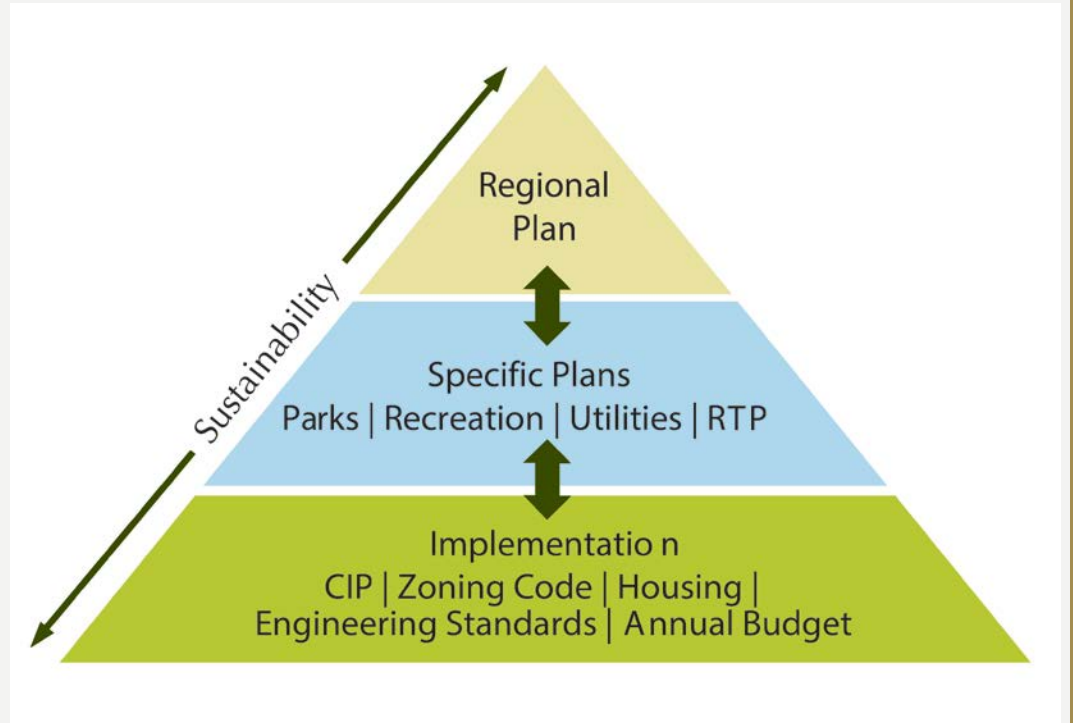 Regional
Plan
Sustainability
Specific Plans
Parks | Recreation | Utilities | RTP
Implementatio n
CIP | Zoning Code | Housing |
Engineering Standards | Annual Budget